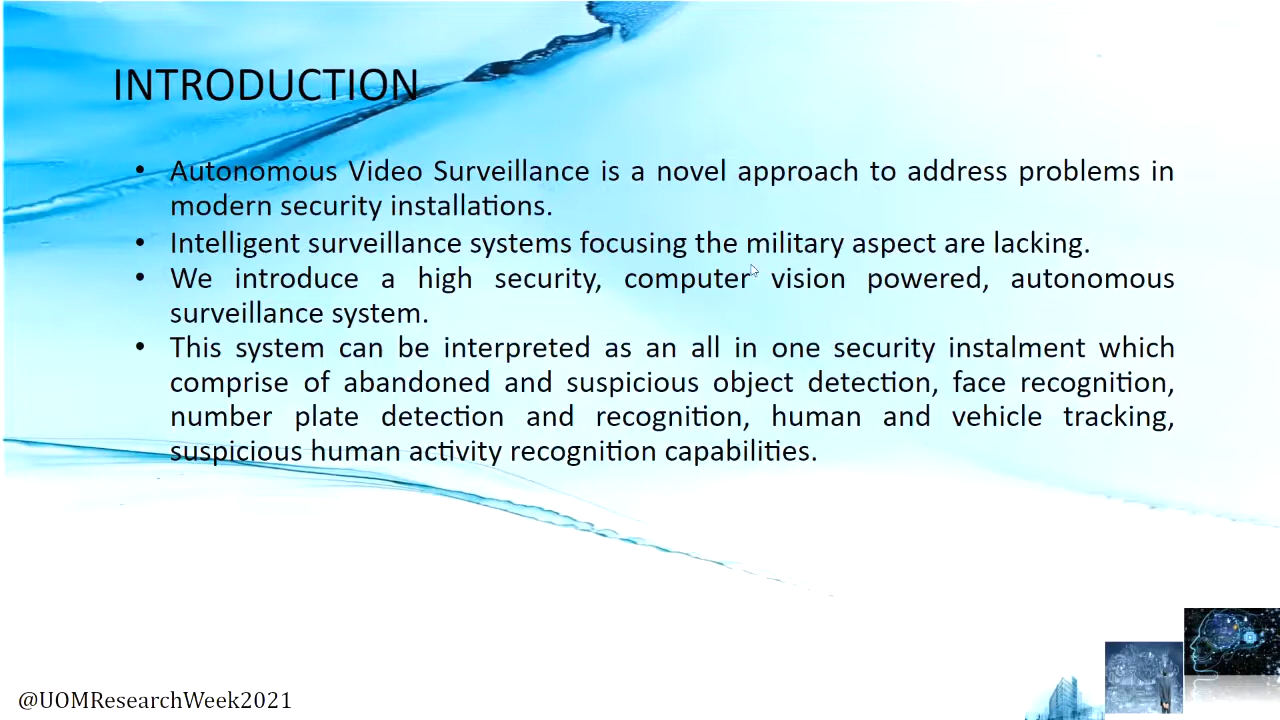 INTRODUCTION
• Autonomous Video Surveillance is a novel approach to address problems in
modern security installations.
• Intelligent surveillance systems focusing the military aspect are lacking.
• We introduce a high security, computer vision powered, autonomous
surveillance system.
• This system can be interpreted as an all in one security instalment which
comprise of abandoned and suspicious object detection, face recognition,
number plate detection and recognition, human and vehicle tracking,
suspicious human activity recognition capabilities.
@UOMResearchWeek2021